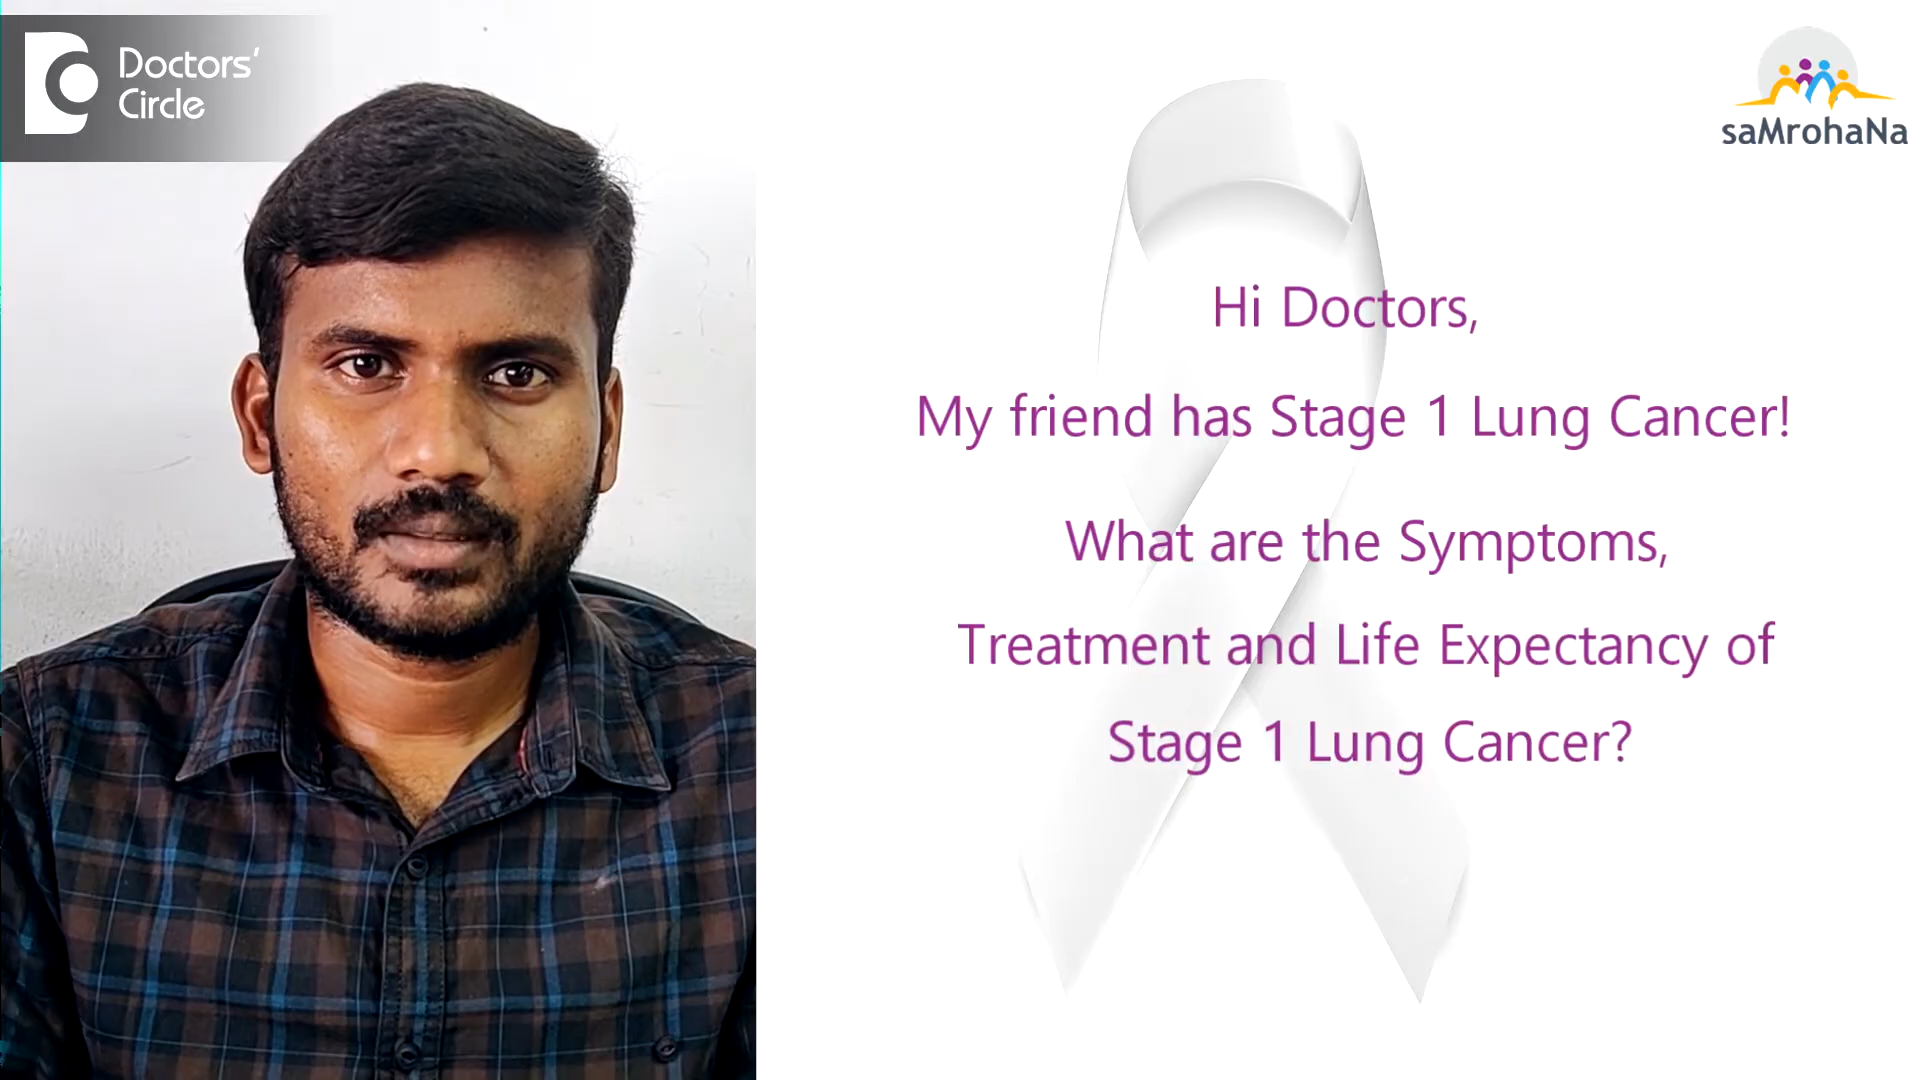 Doctors'
Circle
saMrohaNa
Hi Doctors,
My friend has Stage 1 Lung Cancer!
What are the Symptoms,
Treatment and Life Expectancy of
Stage 1 Lung Cancer?